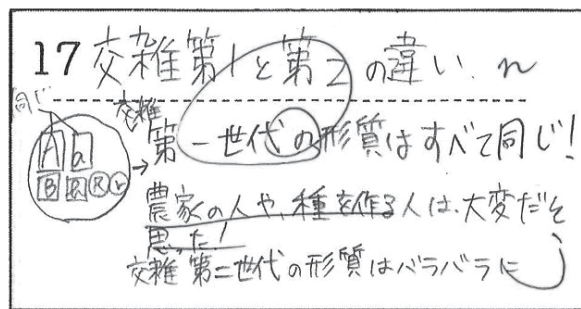 17 交雑第1と第2の違い n
同じ
交雑
A a
B R R r
→第一世代の形質はすべて同じ!
農家の人や、種を作る人は、大変だと
思った!
交雑第二世代の形質はバラバラに